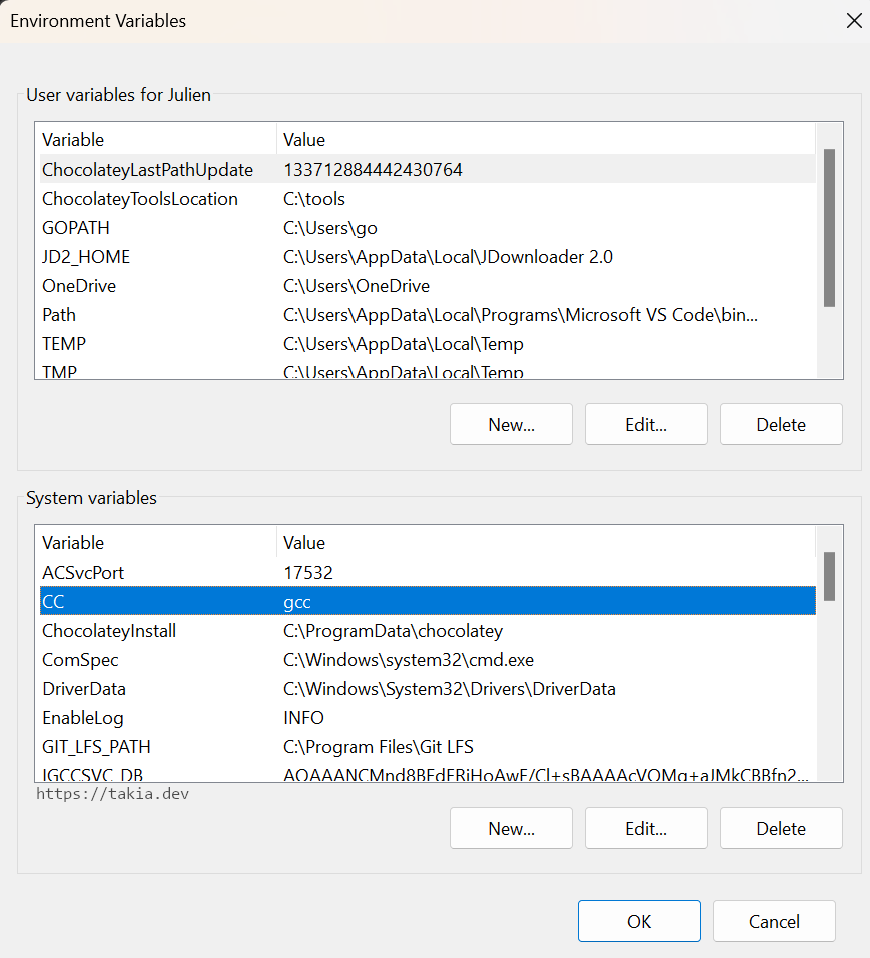 Environment Variables
User variables for Julien
Variable Value
ChocolateyLastPathUpdate 133712884442430764
ChocolateyToolsLocation C:\tools
GOPATH C:\Users\go
JD2_HOME C:\Users\AppData\Local\JDownloader 2.0
OneDrive C:\Users\OneDrive
Path C:\Users\AppData\Local\Programs\Microsoft VS Code\bin...
TEMP C:\Users\AppData\Local\Temp
TMP C:\Users\AppData\Local\Temp
New... Edit... Delete
System variables
Variable Value
ACSvcPort 17532
CC gcc
ChocolateyInstall C:\ProgramData\chocolatey
ComSpec C:\Windows\system32\cmd.exe
DriverData C:\Windows\System32\Drivers\DriverData
EnableLog INFO
GIT_LFS_PATH C:\Program Files\Git LFS
IGCCSVC_DB
https://takia.dev
New... Edit... Delete
OK Cancel